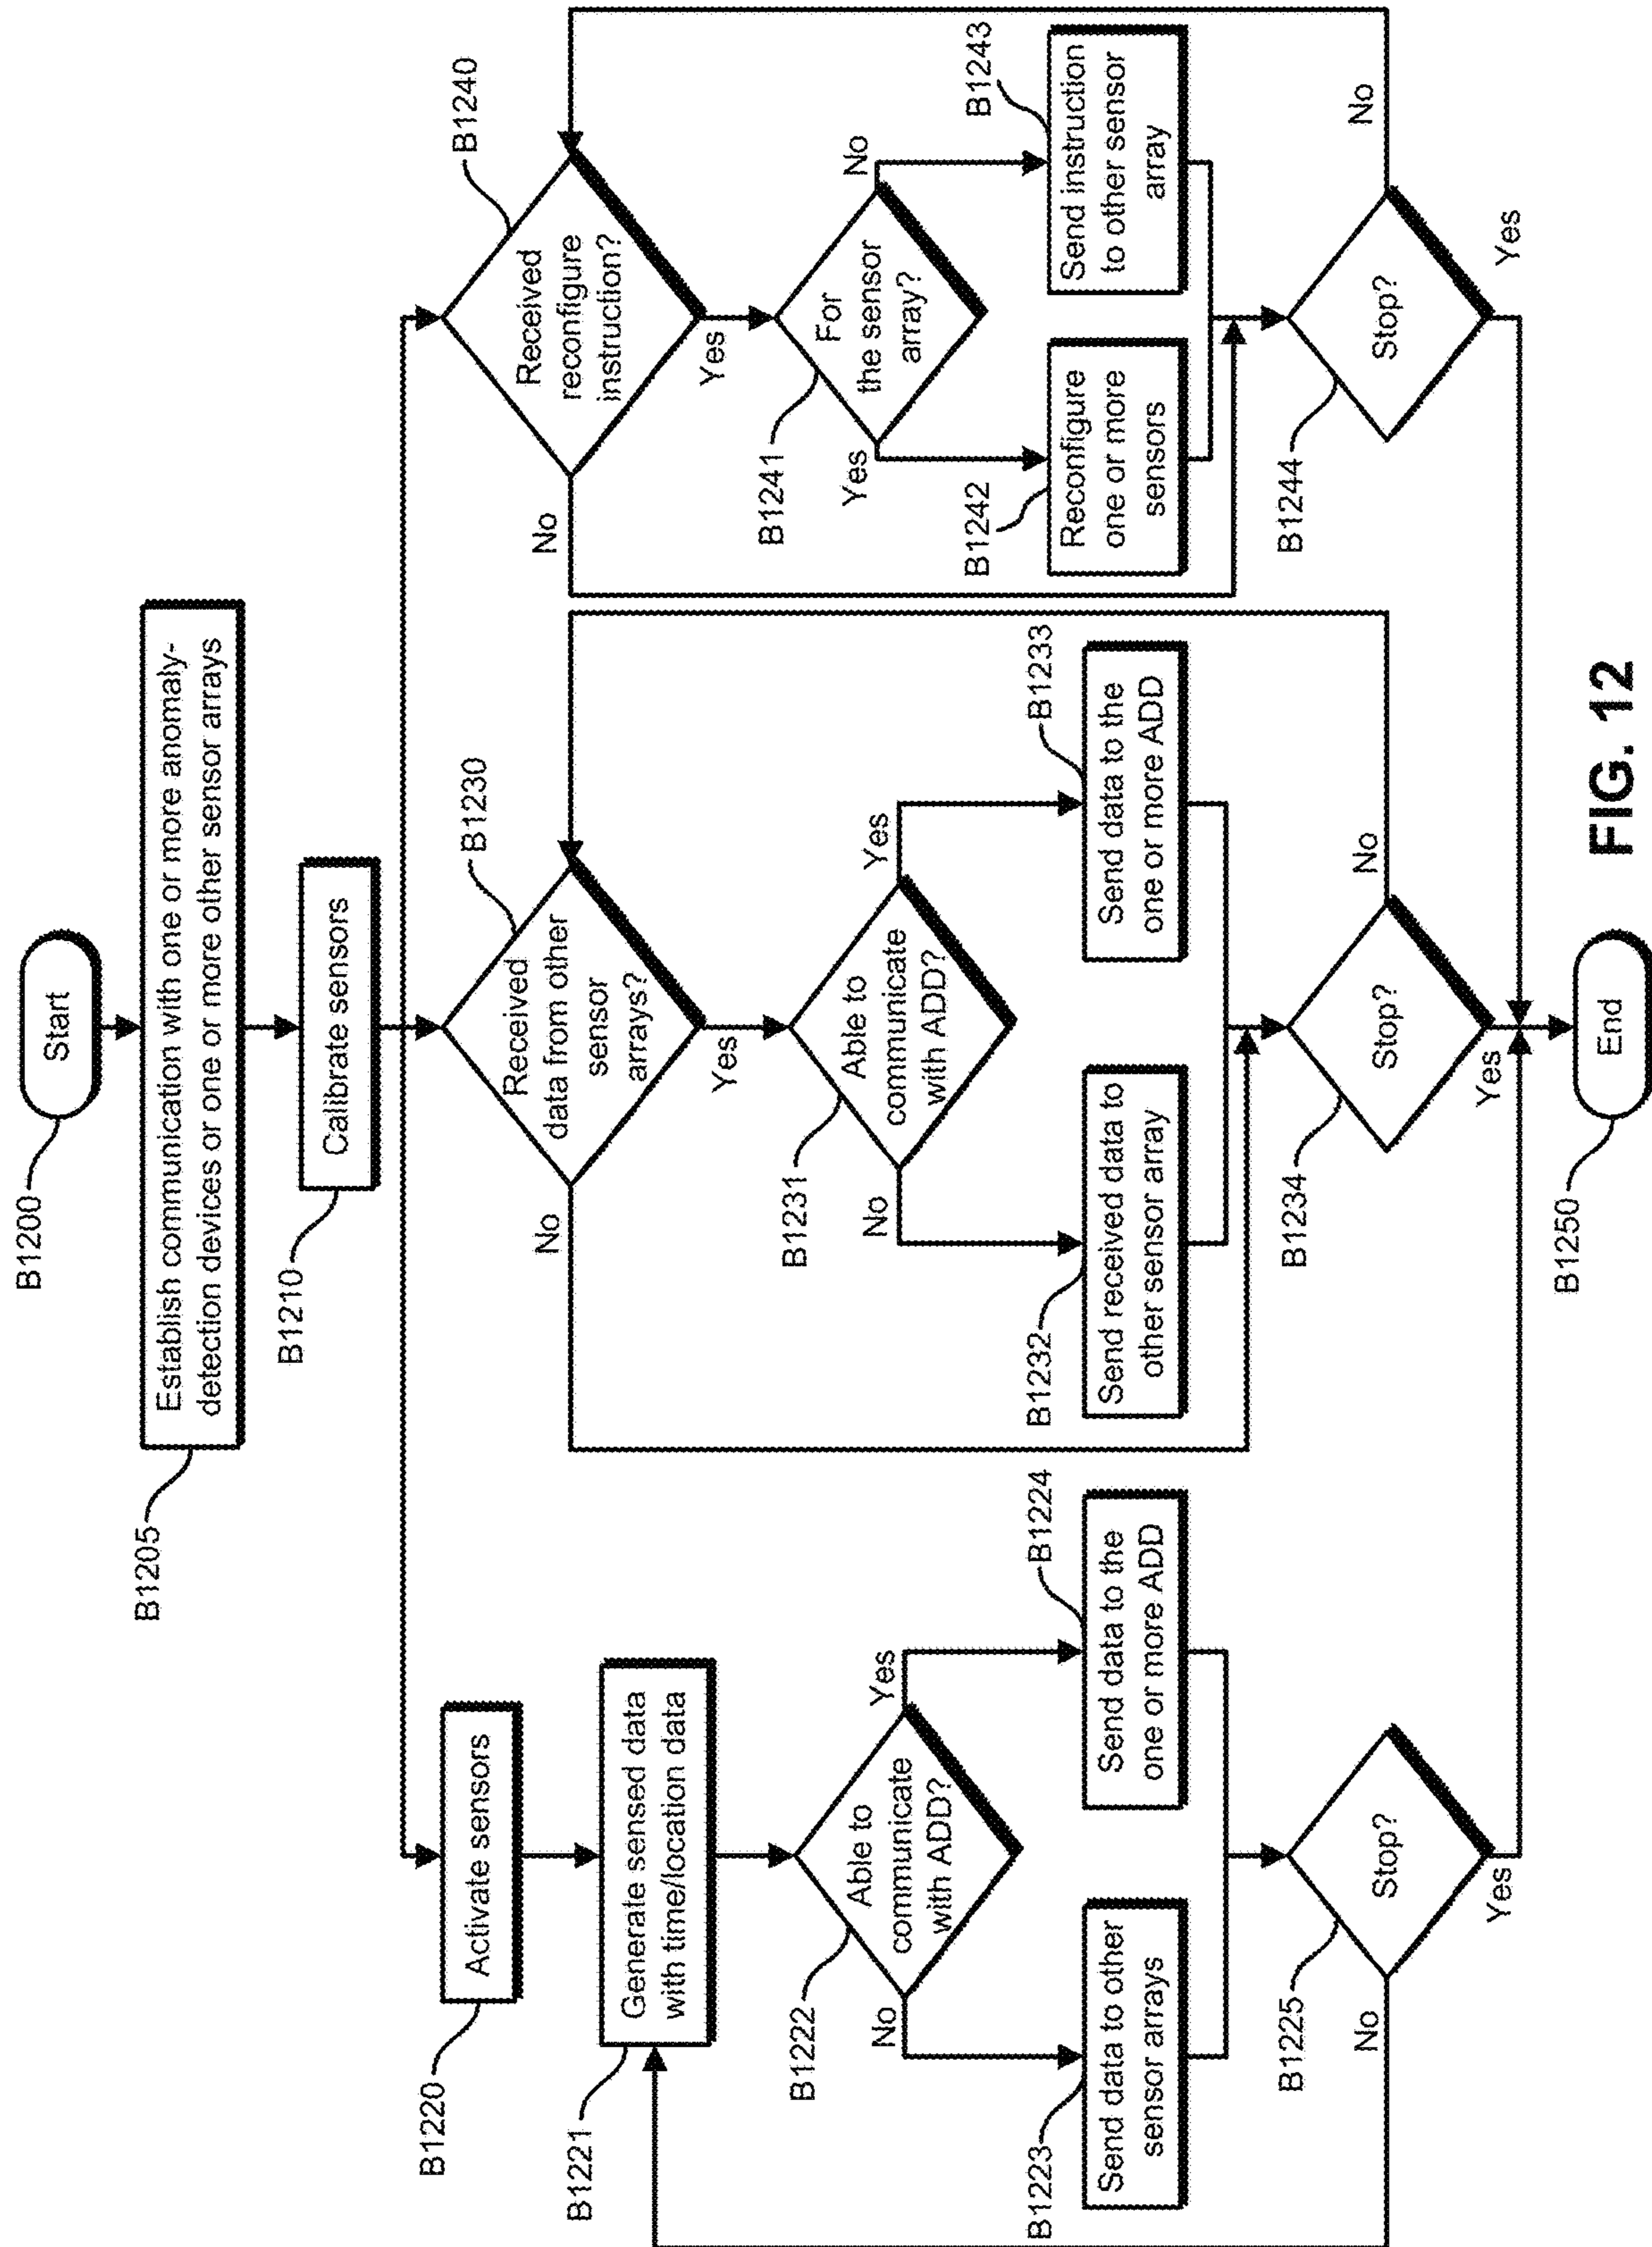 B1200
Start
B1205
Establish communication with one or more anomaly-
detection devices or one or more other sensor arrays
B1210
Calibrate sensors
B1220
Activate sensors
B1221
Generate sensed data
with time/location data
B1222
Able to
communicate
with ADD?
No
Yes
B1223
Send data to other
sensor arrays
B1224
Send data to the
one or more ADD
B1225
Stop?
No
Yes
B1230
Received
data from other
sensor
arrays?
No
Yes
B1231
Able to
communicate
with ADD?
No
Yes
B1232
Send received data to
other sensor array
B1233
Send data to the
one or more ADD
B1234
Stop?
No
Yes
B1240
Received
reconfigure
instruction?
No
Yes
B1241
For
the sensor
array?
Yes
No
B1242
Reconfigure
one or more
sensors
B1243
Send instruction
to other sensor
array
B1244
Stop?
No
Yes
B1250
End
FIG. 12